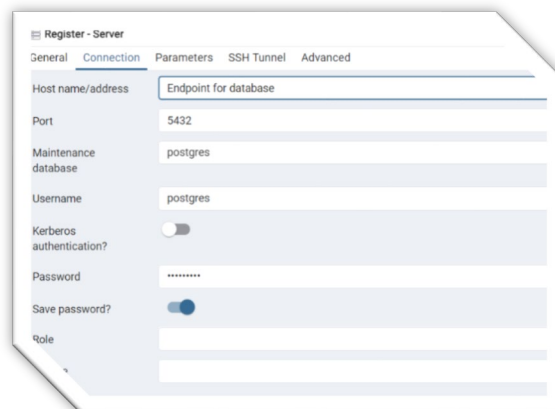 Register - Server
General Connection Parameters SSH Tunnel Advanced
Host name/address Endpoint for database
Port 5432
Maintenance
database
postgres
Username postgres
Kerberos
authentication?
Password •••••••••
Save password?
Role